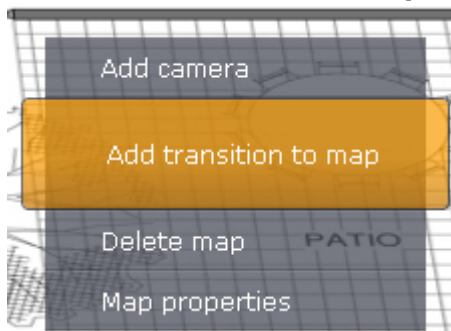 Add camera
Add transition to map
Delete map
PATIO
Map properties